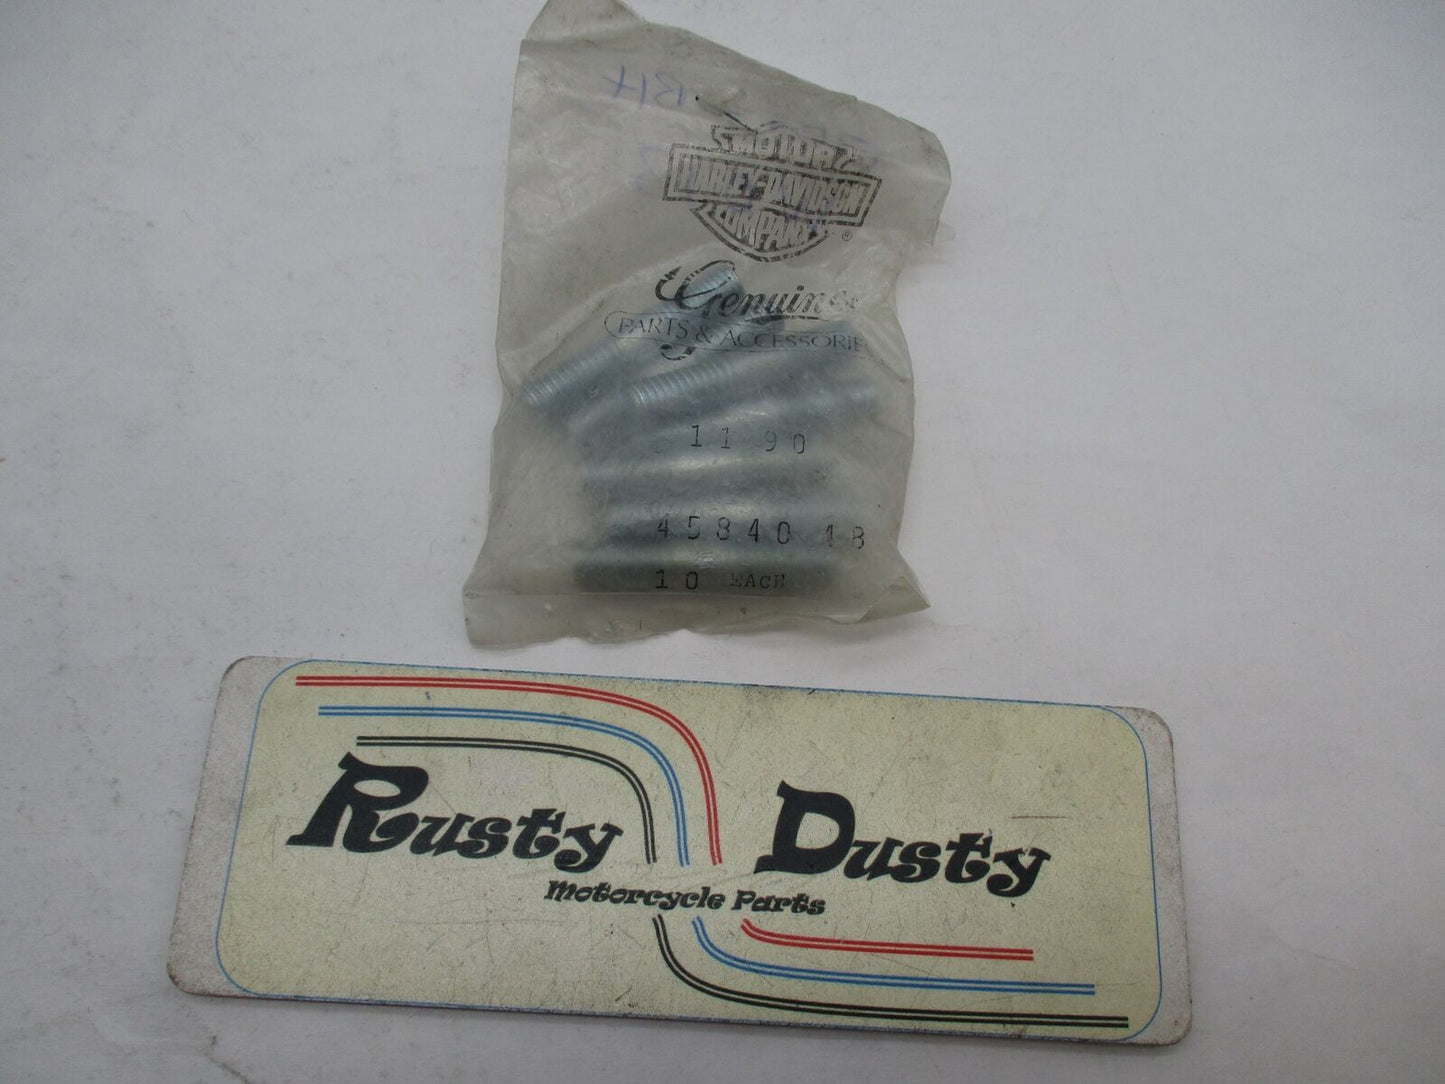 MOTOR
HARLEY-DAVIDSON
COMPANY
®
Genuine
PARTS & ACCESSORIES
11 90
45840 48
10 EACH
Rusty Dusty
Motorcycle Parts